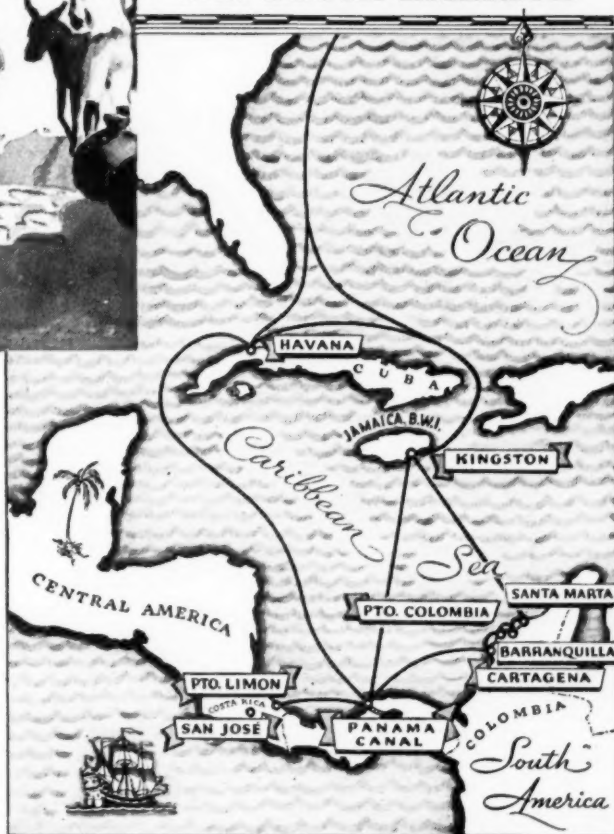 Atlantic
Ocean
HAVANA
CUBA
JAMAICA, B.W.I.
KINGSTON
Caribbean
Sea
CENTRAL AMERICA
PTO. COLOMBIA
SANTA MARTA
BARRANQUILLA
CARTAGENA
PTO. LIMON
COSTA RICA
SAN JOSÉ
PANAMA
CANAL
COLOMBIA
South
America